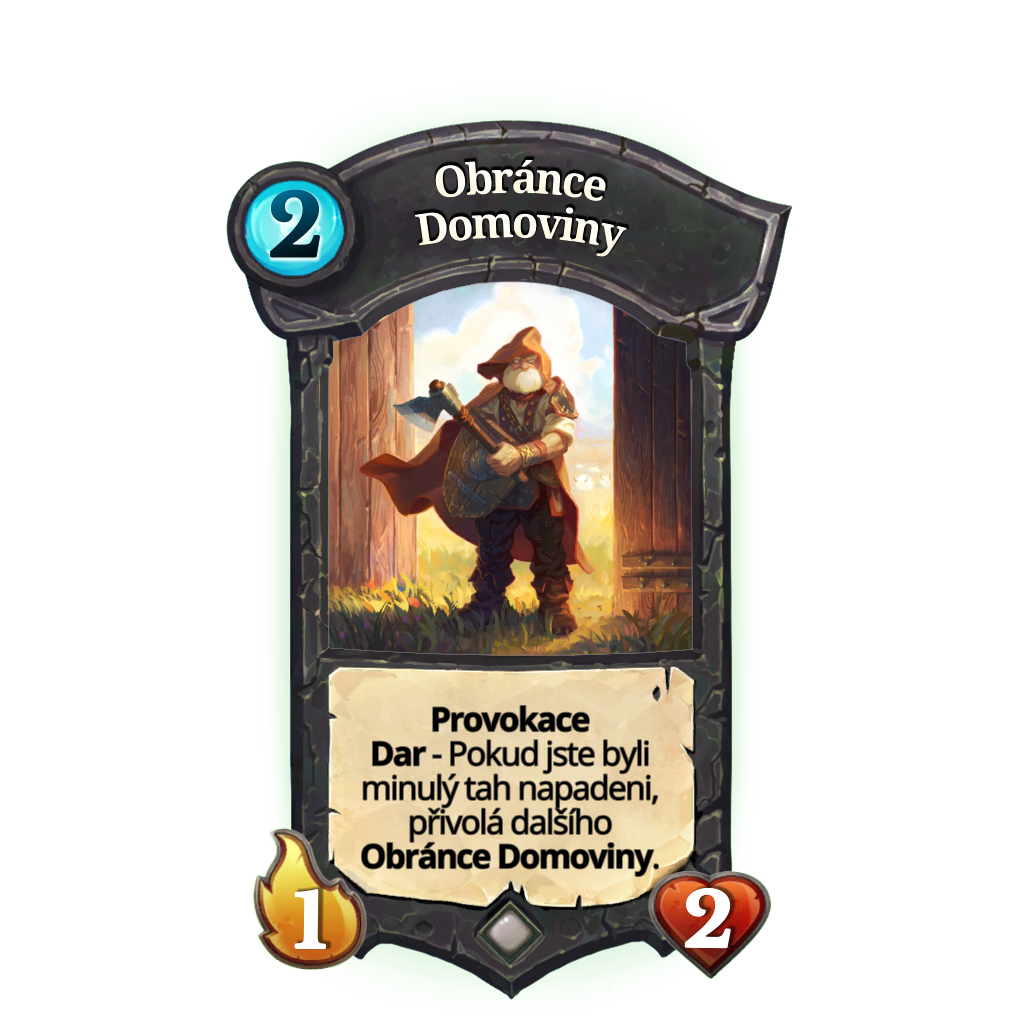 2
Obránce
Domoviny
Provokace
Dar - Pokud jste byli
minulý tah napadeni,
přivolá dalšího
Obránce Domoviny.
1
2